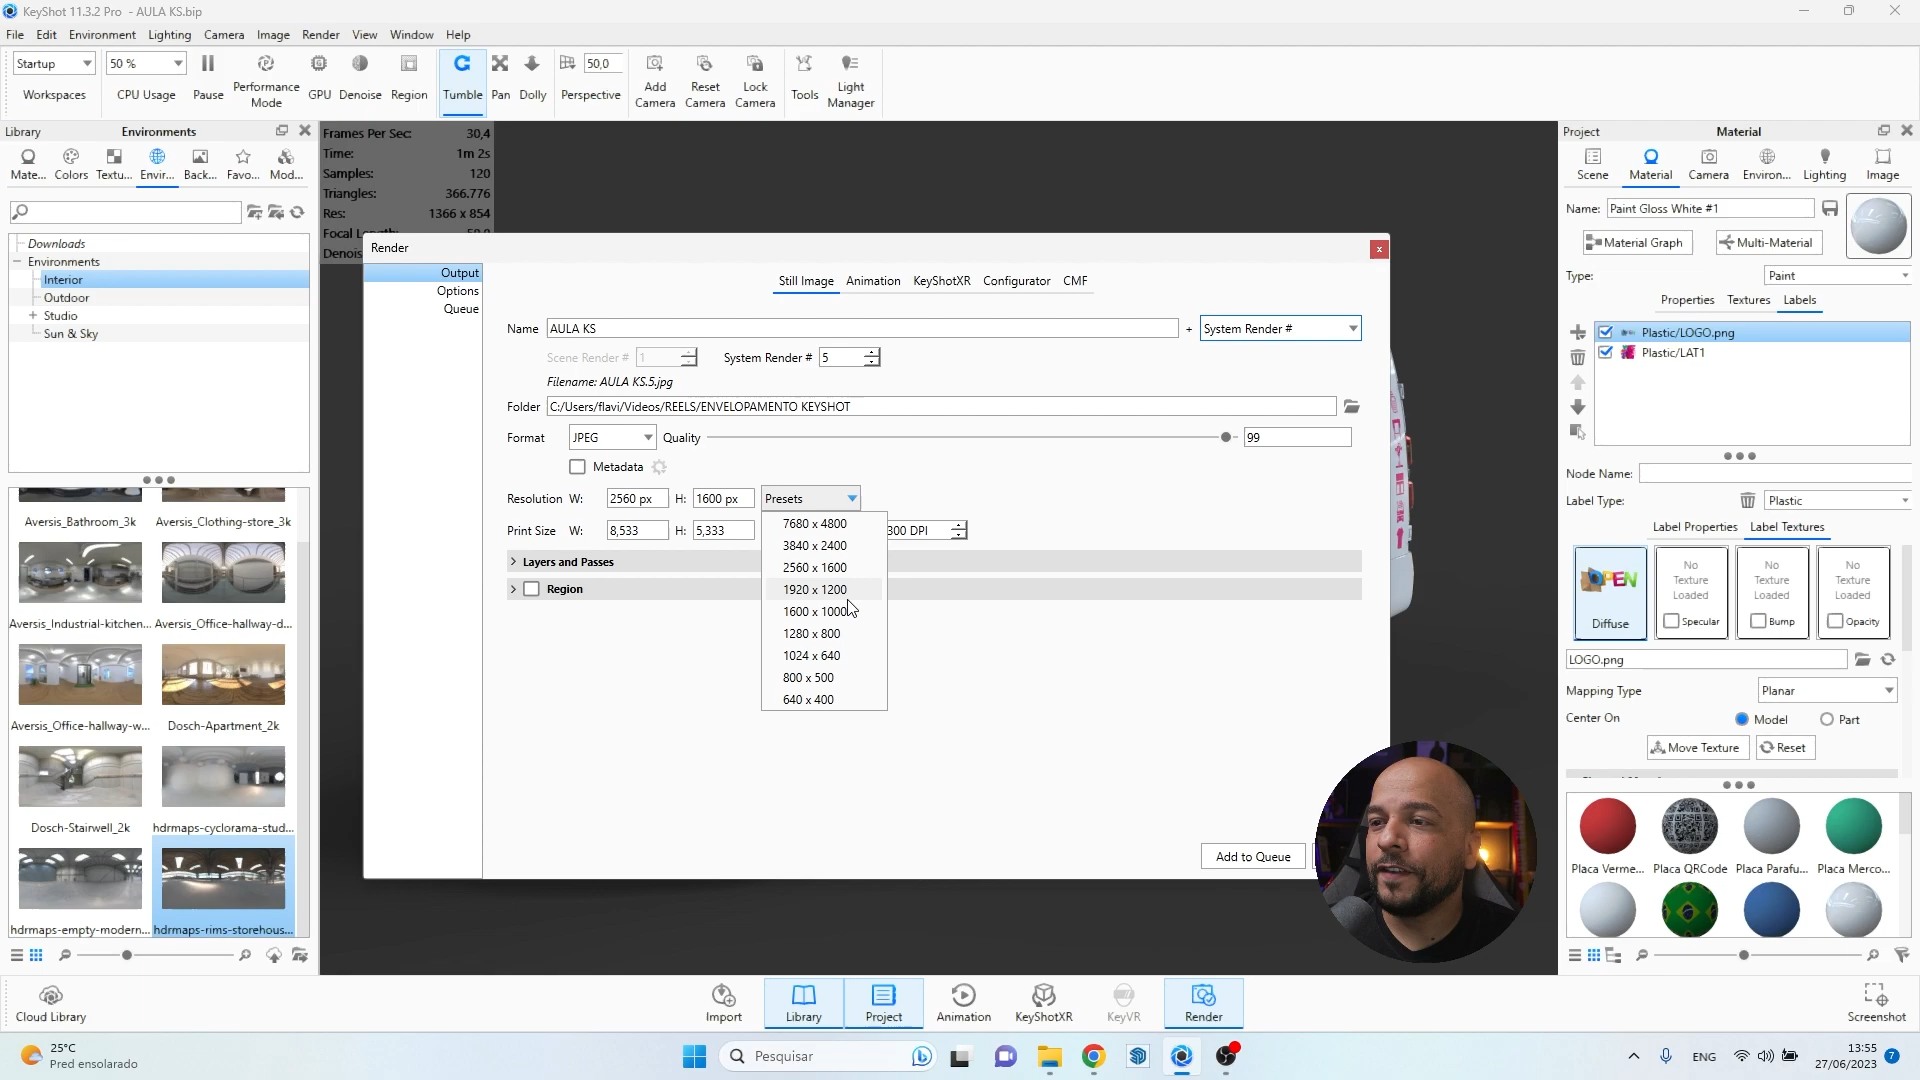 KeyShot 11.3.2 Pro - AULA KS.bip
File Edit Environment Lighting Camera Image Render View Window Help
Startup
Workspaces
50 %
CPU Usage
Pause
Performance Mode
GPU
Denoise
Region
Tumble
Pan
Dolly
50,0
Perspective
Add Camera
Reset Camera
Lock Camera
Tools
Light Manager
Library
Environments
Mate...
Colors
Textu...
Envir...
Back...
Favo...
Mod...
Downloads
Environments
Interior
Outdoor
Studio
Sun & Sky
Aversis_Bathroom_3k
Aversis_Clothing-store_3k
Aversis_Industrial-kitchen...
Aversis_Office-hallway-d...
Aversis_Office-hallway-w...
Dosch-Apartment_2k
Dosch-Stairwell_2k
hdrmaps-cyclorama-stud...
hdrmaps-empty-modern...
hdrmaps-rims-storehous...
Frames Per Sec: 30,4
Time: 1m 2s
Samples: 120
Triangles: 366.776
Res: 1366 x 854
Render
Output
Options
Queue
Still Image
Animation
KeyShotXR
Configurator
CMF
Name AULA KS + System Render #
Scene Render # 1 System Render # 5
Filename: AULA KS.5.jpg
Folder C:/Users/flavi/Videos/REELS/ENVELOPAMENTO KEYSHOT
Format JPEG Quality 99
Metadata
Resolution W: 2560 px H: 1600 px Presets
Print Size W: 8,533 H: 5,333 300 DPI
7680 x 4800
3840 x 2400
2560 x 1600
1920 x 1200
1600 x 1000
1280 x 800
1024 x 640
800 x 500
640 x 400
Layers and Passes
Region
Add to Queue
Project
Material
Scene
Material
Camera
Environ...
Lighting
Image
Name: Paint Gloss White #1
Material Graph
Multi-Material
Type: Paint
Properties Textures Labels
Plastic/LOGO.png
Plastic/LAT1
Node Name:
Label Type: Plastic
Label Properties Label Textures
OPEN
Diffuse
No Texture Loaded
Specular
No Texture Loaded
Bump
No Texture Loaded
Opacity
LOGO.png
Mapping Type Planar
Center On Model Part
Move Texture
Reset
Placa Verme...
Placa QRCode
Placa Parafu...
Placa Merco...
Cloud Library
Import
Library
Project
Animation
KeyShotXR
KeyVR
Render
Screenshot
25°C
Pred ensolarado
Pesquisar
ENG
13:55
27/06/2023
7